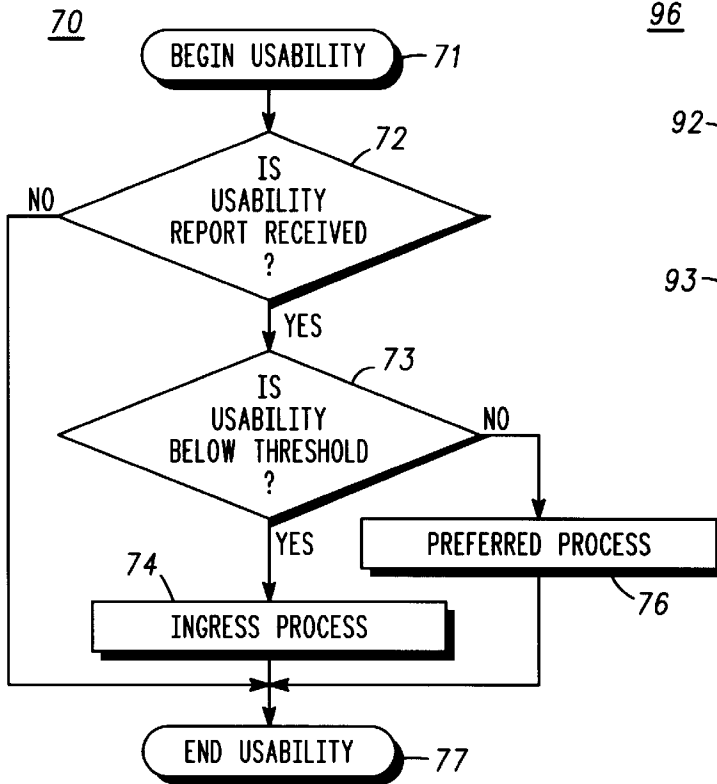 70
96
BEGIN USABILITY
71
92
72
IS
USABILITY
REPORT RECEIVED
?
NO
93
YES
73
IS
USABILITY
BELOW THRESHOLD
?
NO
YES
PREFERRED PROCESS
76
74
INGRESS PROCESS
END USABILITY
77